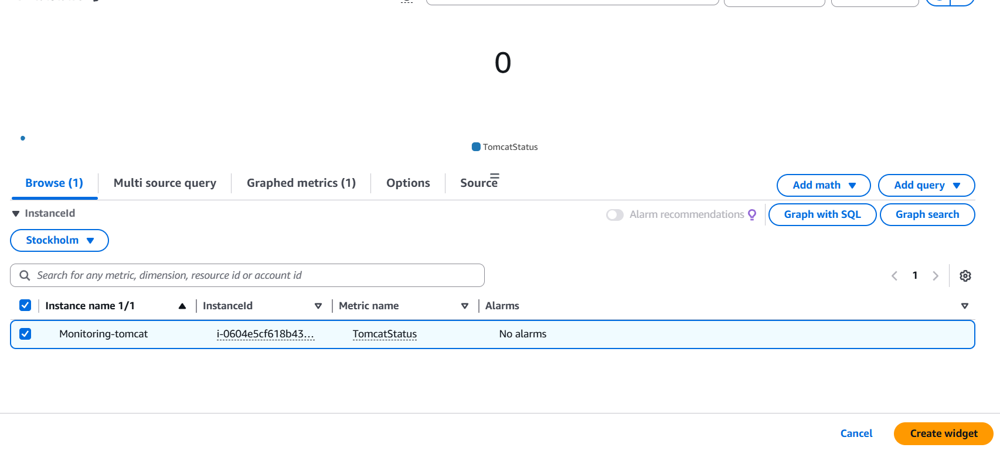 0
TomcatStatus
Browse (1)
Multi source query
Graphed metrics (1)
Options
Source
Add math
Add query
InstanceId
Alarm recommendations
Graph with SQL
Graph search
Stockholm
Search for any metric, dimension, resource id or account id
1
Instance name 1/1
InstanceId
Metric name
Alarms
Monitoring-tomcat
i-0604e5cf618b43...
TomcatStatus
No alarms
Cancel
Create widget